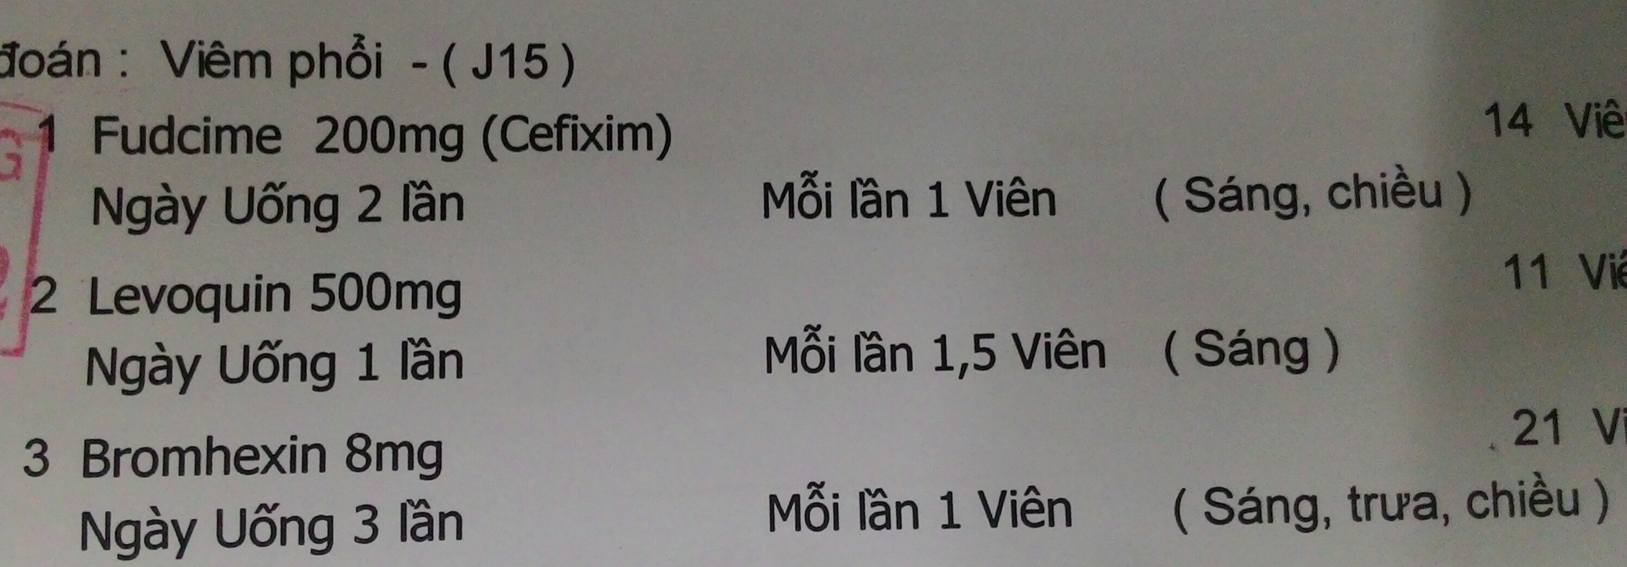 đoán : Viêm phổi - ( J15 )
1 Fudcime 200mg (Cefixim) 14 Viê
Ngày Uống 2 lần Mỗi lần 1 Viên ( Sáng, chiều )
2 Levoquin 500mg 11 Viê
Ngày Uống 1 lần Mỗi lần 1,5 Viên ( Sáng )
3 Bromhexin 8mg 21 Vi
Ngày Uống 3 lần Mỗi lần 1 Viên ( Sáng, trưa, chiều )